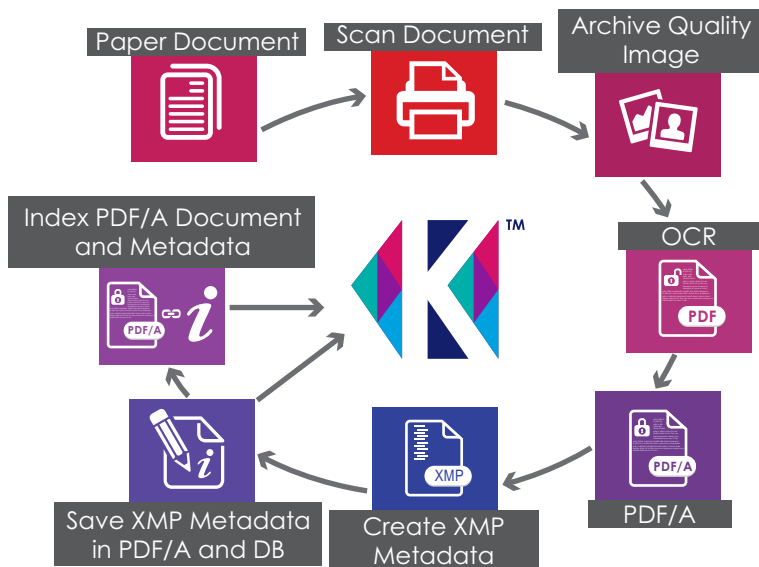 Paper Document
Scan Document
Archive Quality
Image
OCR
PDF
PDF/A
PDF/A
XMP
Create XMP
Metadata
i
Save XMP Metadata
in PDF/A and DB
Index PDF/A Document
and Metadata
PDF/A
i
K
TM